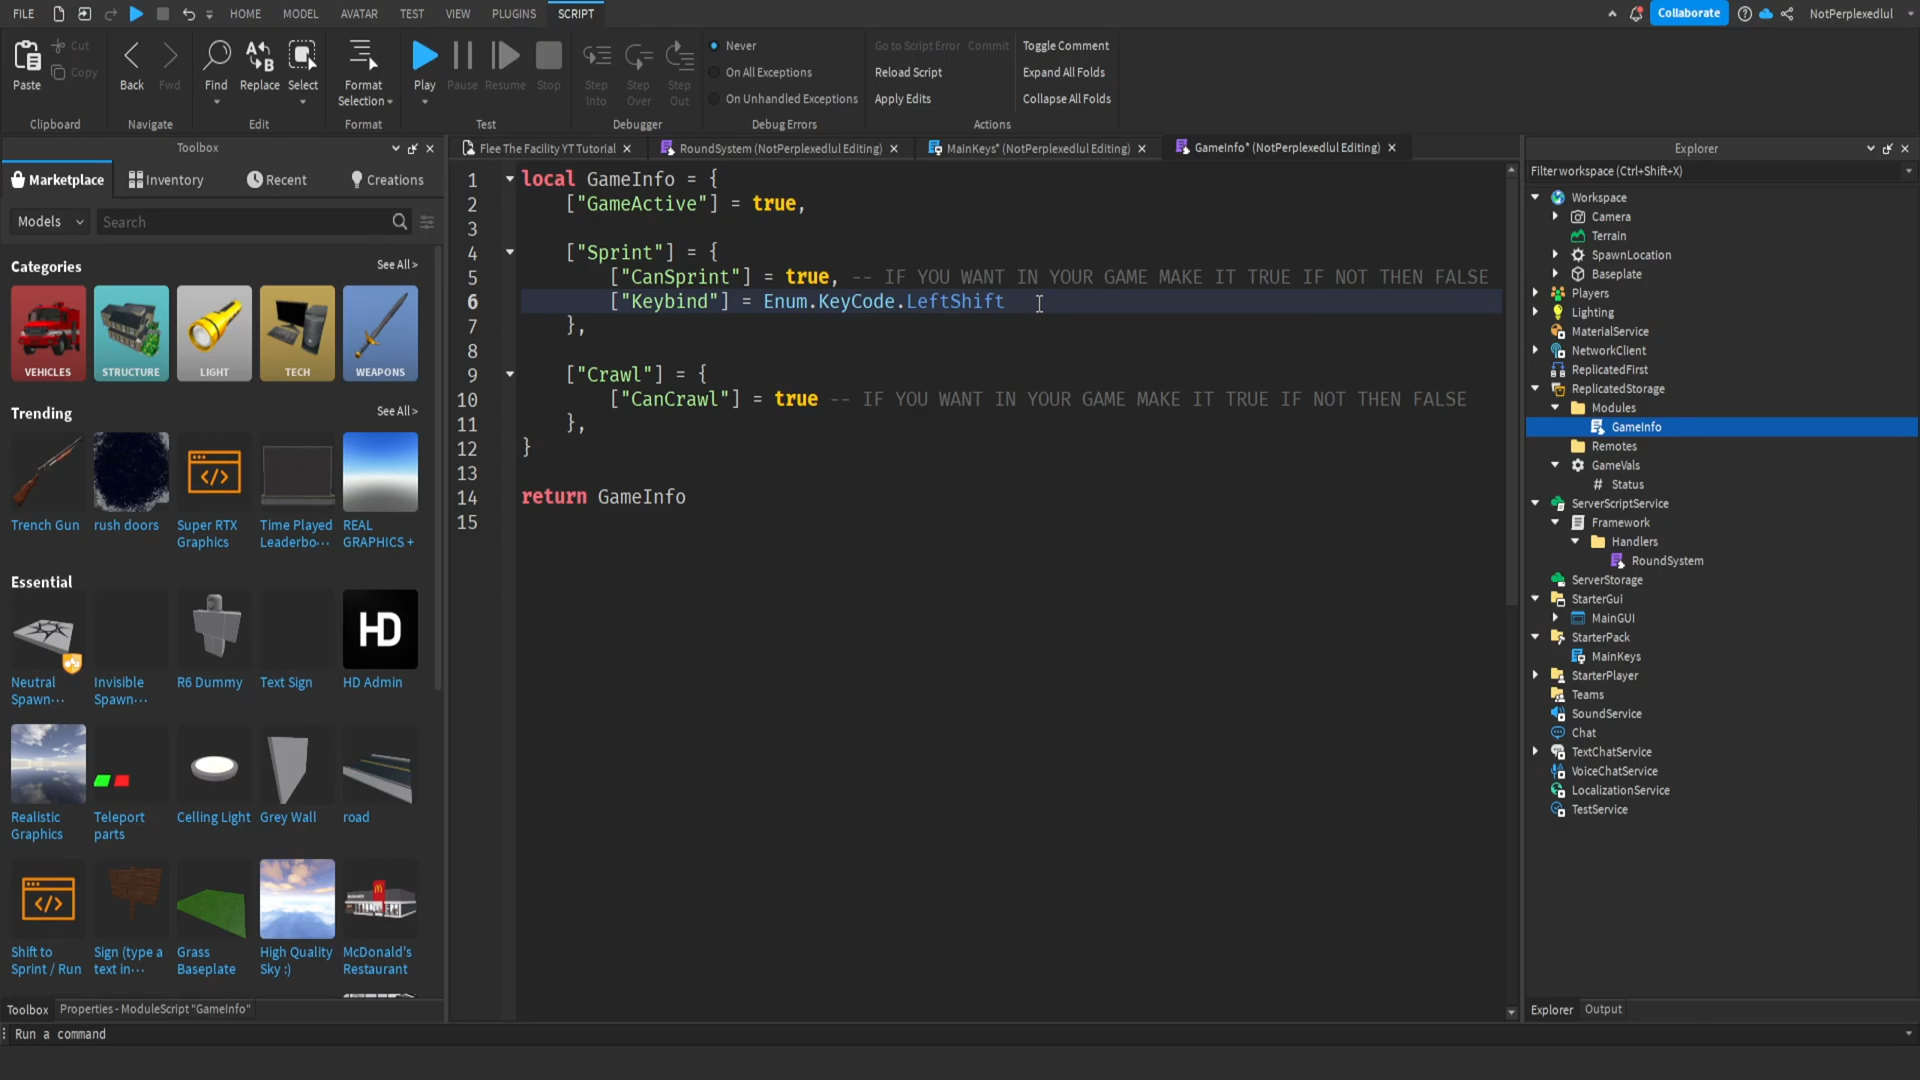 FILE HOME MODEL AVATAR TEST VIEW PLUGINS SCRIPT Collaborate NotPerplexedlul
Paste Cut Copy
Back Fwd
Find Replace Select
Format Selection
Play Pause Resume Stop
Step Into Step Over Step Out
Never
On All Exceptions
On Unhandled Exceptions
Go to Script Error Commit
Reload Script
Apply Edits
Toggle Comment
Expand All Folds
Collapse All Folds
Clipboard Navigate Edit Format Test Debugger Debug Errors Actions
Toolbox
Marketplace Inventory Recent Creations
Models Search
Categories See All >
VEHICLES STRUCTURE LIGHT TECH WEAPONS
Trending See All >
Trench Gun
rush doors
Super RTX Graphics
Time Played Leaderbo...
REAL GRAPHICS +
Essential See All >
HD
Neutral Spawn...
Invisible Spawn...
R6 Dummy
Text Sign
HD Admin
Realistic Graphics
Teleport parts
Celling Light
Grey Wall
road
Shift to Sprint / Run
Sign (type a text in...
Grass Baseplate
High Quality Sky :)
McDonald's Restaurant
Toolbox Properties - ModuleScript "GameInfo"
Run a command
Flee The Facility YT Tutorial RoundSystem (NotPerplexedlul Editing) MainKeys* (NotPerplexedlul Editing) GameInfo* (NotPerplexedlul Editing)
1 local GameInfo = {
2 ["GameActive"] = true,
3
4 ["Sprint"] = {
5 ["CanSprint"] = true, -- IF YOU WANT IN YOUR GAME MAKE IT TRUE IF NOT THEN FALSE
6 ["Keybind"] = Enum.KeyCode.LeftShift
7 },
8
9 ["Crawl"] = {
10 ["CanCrawl"] = true -- IF YOU WANT IN YOUR GAME MAKE IT TRUE IF NOT THEN FALSE
11 },
12 }
13
14 return GameInfo
15
Explorer
Filter workspace (Ctrl+Shift+X)
Workspace
Camera
Terrain
SpawnLocation
Baseplate
Players
Lighting
MaterialService
NetworkClient
ReplicatedFirst
ReplicatedStorage
Modules
GameInfo
Remotes
GameVals
Status
ServerScriptService
Framework
Handlers
RoundSystem
ServerStorage
StarterGui
MainGUI
StarterPack
MainKeys
StarterPlayer
Teams
SoundService
Chat
TextChatService
VoiceChatService
LocalizationService
TestService
Explorer Output